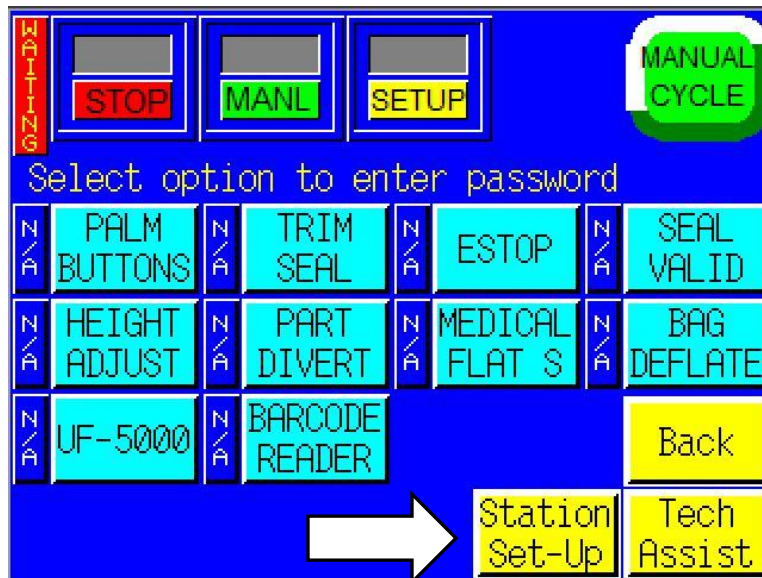 WAITING
STOP
MANL
SETUP
MANUAL
CYCLE
Select option to enter password
N/A
PALM
BUTTONS
N/A
TRIM
SEAL
N/A
ESTOP
N/A
SEAL
VALID
N/A
HEIGHT
ADJUST
N/A
PART
DIVERT
N/A
MEDICAL
FLAT S
N/A
BAG
DEFLATE
N/A
UF-5000
N/A
BARCODE
READER
Back
Station
Set-Up
Tech
Assist